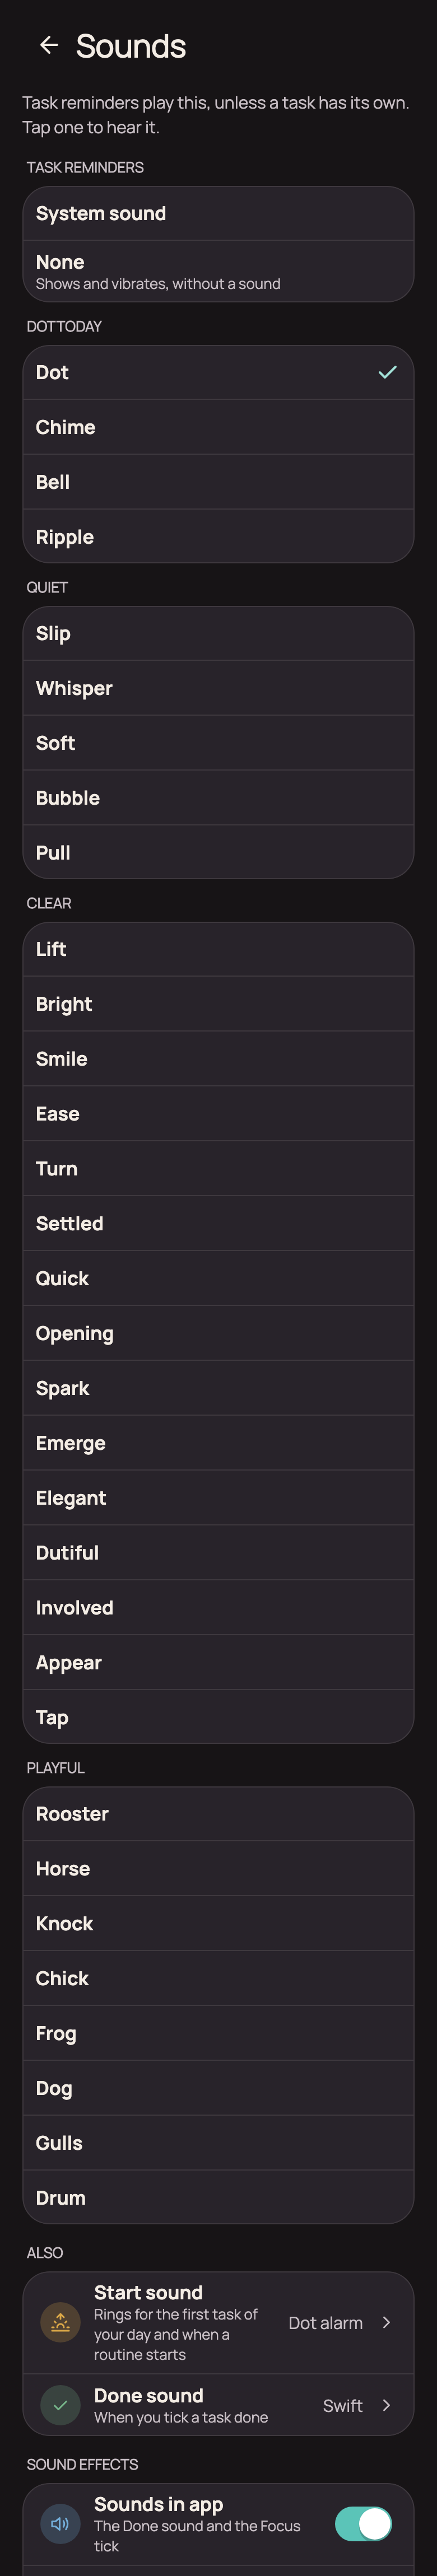 Sounds
Task reminders play this, unless a task has its own.
Tap one to hear it.
TASK REMINDERS
System sound
None
Shows and vibrates, without a sound
DOTTODAY
Dot
Chime
Bell
Ripple
QUIET
Slip
Whisper
Soft
Bubble
Pull
CLEAR
Lift
Bright
Smile
Ease
Turn
Settled
Quick
Opening
Spark
Emerge
Elegant
Dutiful
Involved
Appear
Tap
PLAYFUL
Rooster
Horse
Knock
Chick
Frog
Dog
Gulls
Drum
ALSO
Start sound
Rings for the first task of
your day and when a
routine starts
Dot alarm
Done sound
When you tick a task done
Swift
SOUND EFFECTS
Sounds in app
The Done sound and the Focus
tick